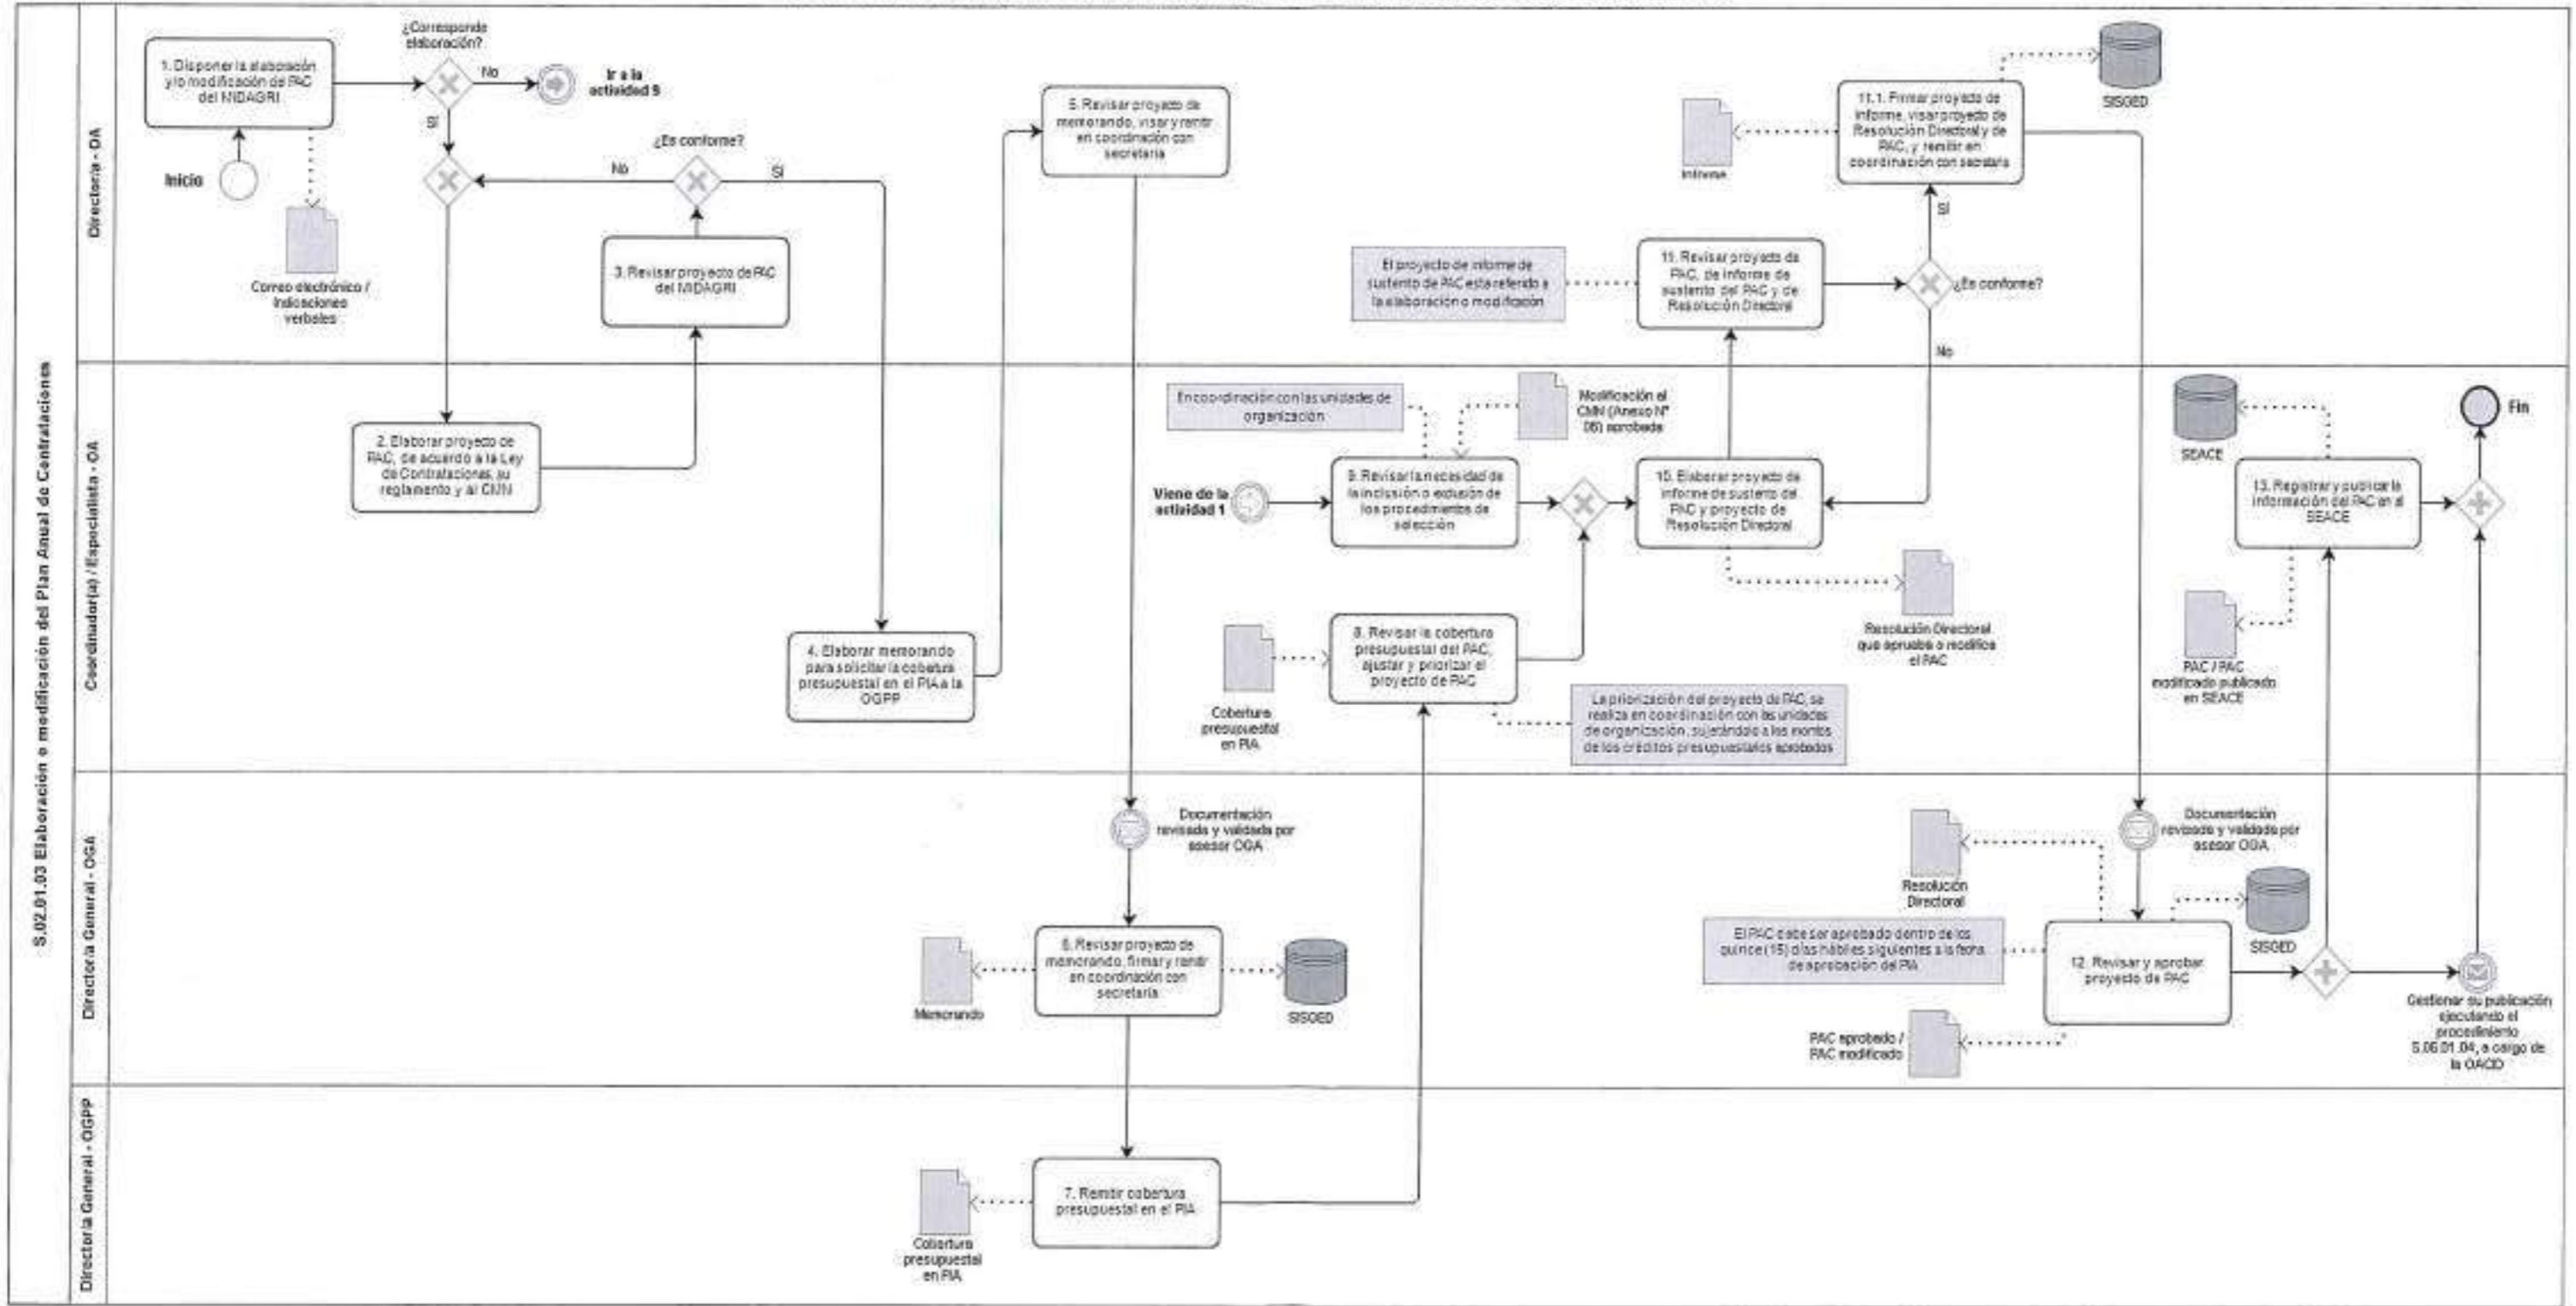 S.02.01.03 Elaboración o modificación del Plan Anual de Contrataciones
Director/a - OA
1. Disponer la elaboración
y/o modificación de PAC
del MIDAGRI
Inicio
¿Corresponde
elaboración?
No
Ir a la
actividad 9
Sí
Correo electrónico /
Indicaciones
verbales
¿Es conforme?
No
Sí
3. Revisar proyecto de PAC
del MIDAGRI
5. Revisar proyecto de
memorando, visar y remitir
en coordinación con
secretaria
11.1. Firmar proyecto de
informe, visar proyecto de
Resolución Directoral y de
PAC, y remitir en
coordinación con secretaria
Informe
SISGED
Sí
El proyecto de informe de
sustento de PAC esta referido a
la elaboración o modificación
11. Revisar proyecto de
PAC, de informe de
sustento del PAC y de
Resolución Directoral
¿Es conforme?
No
Coordinador(a) / Especialista - OA
2. Elaborar proyecto de
PAC, de acuerdo a la Ley
de Contrataciones, su
reglamento y al CMN
4. Elaborar memorando
para solicitar la cobertura
presupuestal en el PIA a la
OGPP
En coordinación con las unidades de
organización
Modificación al
CMN (Anexo N°
06) aprobada
Viene de la
actividad 1
9. Revisar la necesidad de
la inclusión o exclusión de
los procedimientos de
selección
10. Elaborar proyecto de
informe de sustento del
PAC y proyecto de
Resolución Directoral
Resolución Directoral
que aprueba o modifica
el PAC
Cobertura
presupuestal
en PIA
8. Revisar la cobertura
presupuestal del PAC,
ajustar y priorizar el
proyecto de PAC
La priorización del proyecto de PAC, se
realiza en coordinación con las unidades
de organización, sujetándolo a los montos
de los créditos presupuestarios aprobados
SEACE
13. Registrar y publicar la
información del PAC en el
SEACE
PAC / PAC
modificado publicado
en SEACE
Fin
Director/a General - OGA
Documentación
revisada y validada por
asesor OGA
6. Revisar proyecto de
memorando, firmar y remitir
en coordinación con
secretaria
Memorando
SISGED
Documentación
revisada y validada por
asesor OGA
Resolución
Directoral
SISGED
El PAC debe ser aprobado dentro de los
quince (15) días hábiles siguientes a la fecha
de aprobación del PIA
12. Revisar y aprobar
proyecto de PAC
PAC aprobado /
PAC modificado
Gestionar su publicación
ejecutando el
procedimiento
S.06.01.04, a cargo de
la OACID
Director/a General - OGPP
7. Remitir cobertura
presupuestal en el PIA
Cobertura
presupuestal
en PIA